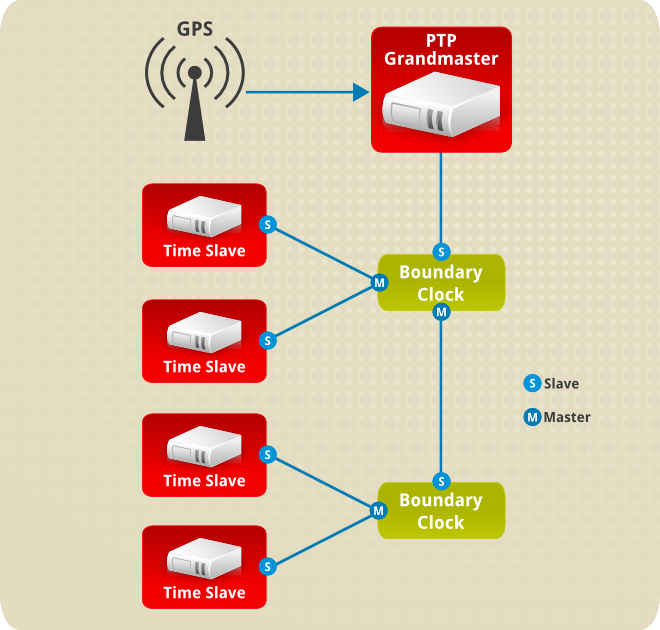 GPS
PTP
Grandmaster
S
Time Slave
S
Boundary
M
Clock
M
S
Time Slave
S Slave
M Master
S
Time Slave
S
Boundary
M
Clock
S
Time Slave